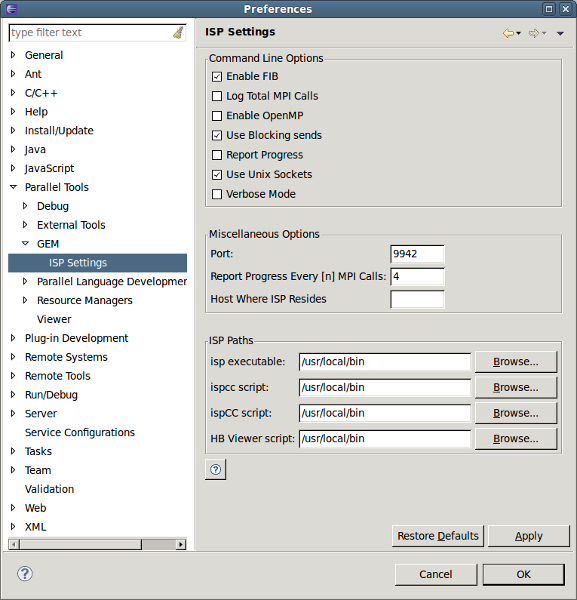 Preferences
type filter text
General
Ant
C/C++
Help
Install/Update
Java
JavaScript
Parallel Tools
Debug
External Tools
GEM
ISP Settings
Parallel Language Developmer
Resource Managers
Viewer
Plug-in Development
Remote Systems
Remote Tools
Run/Debug
Server
Service Configurations
Tasks
Team
Validation
Web
XML
ISP Settings
Command Line Options
Enable FIB
Log Total MPI Calls
Enable OpenMP
Use Blocking sends
Report Progress
Use Unix Sockets
Verbose Mode
Miscellaneous Options
Port: 9942
Report Progress Every [n] MPI Calls: 4
Host Where ISP Resides
ISP Paths
isp executable: /usr/local/bin Browse...
ispcc script: /usr/local/bin Browse...
ispCC script: /usr/local/bin Browse...
HB Viewer script: /usr/local/bin Browse...
?
Restore Defaults Apply
? Cancel OK